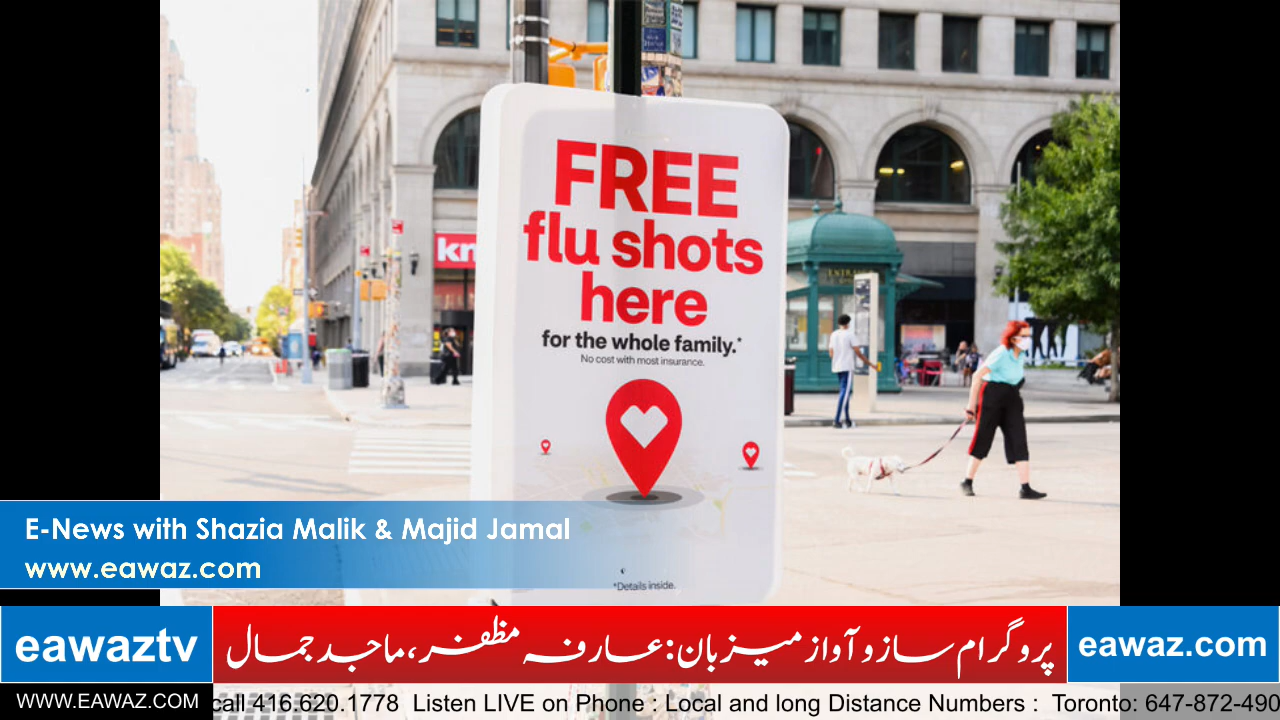 FREE
flu shots
here
for the whole family.*
No cost with most insurance.
*Details inside.
E-News with Shazia Malik & Majid Jamal
www.eawaz.com
eawaztv
پروگرام ساز و آواز میزبان: عارفہ مظفر، ماجد جمال
eawaz.com
WWW.EAWAZ.COM
call 416.620.1778 Listen LIVE on Phone : Local and long Distance Numbers : Toronto: 647-872-490